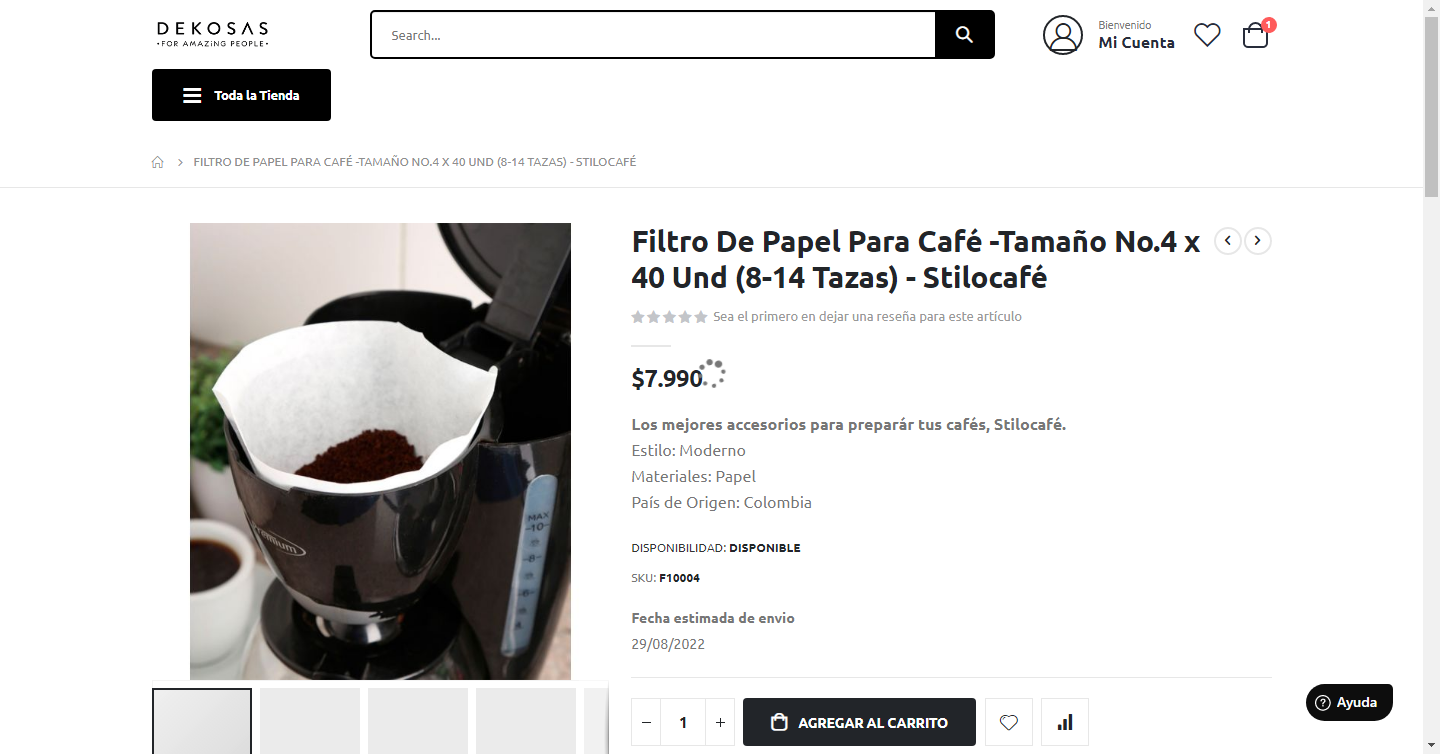 DEKOSAS
•FOR AMAZiNG PEOPLE•
Search...
Bienvenido
Mi Cuenta
1
Toda la Tienda
FILTRO DE PAPEL PARA CAFÉ -TAMAÑO NO.4 X 40 UND (8-14 TAZAS) - STILOCAFÉ
Filtro De Papel Para Café -Tamaño No.4 x
40 Und (8-14 Tazas) - Stilocafé
Sea el primero en dejar una reseña para este artículo
$7.990
Los mejores accesorios para preparár tus cafés, Stilocafé.
Estilo: Moderno
Materiales: Papel
País de Origen: Colombia
DISPONIBILIDAD: DISPONIBLE
SKU: F10004
Fecha estimada de envio
29/08/2022
− 1 +
AGREGAR AL CARRITO
Ayuda
Premium
MAX
-10-